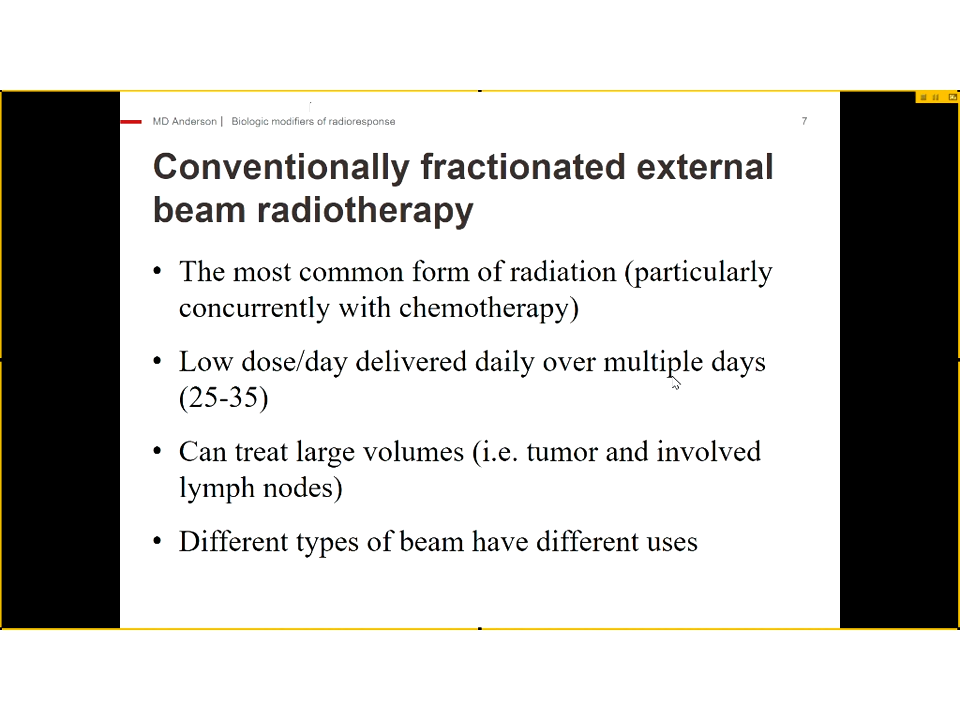 MD Anderson | Biologic modifiers of radioresponse 7
Conventionally fractionated external
beam radiotherapy
• The most common form of radiation (particularly
concurrently with chemotherapy)
• Low dose/day delivered daily over multiple days
(25-35)
• Can treat large volumes (i.e. tumor and involved
lymph nodes)
• Different types of beam have different uses